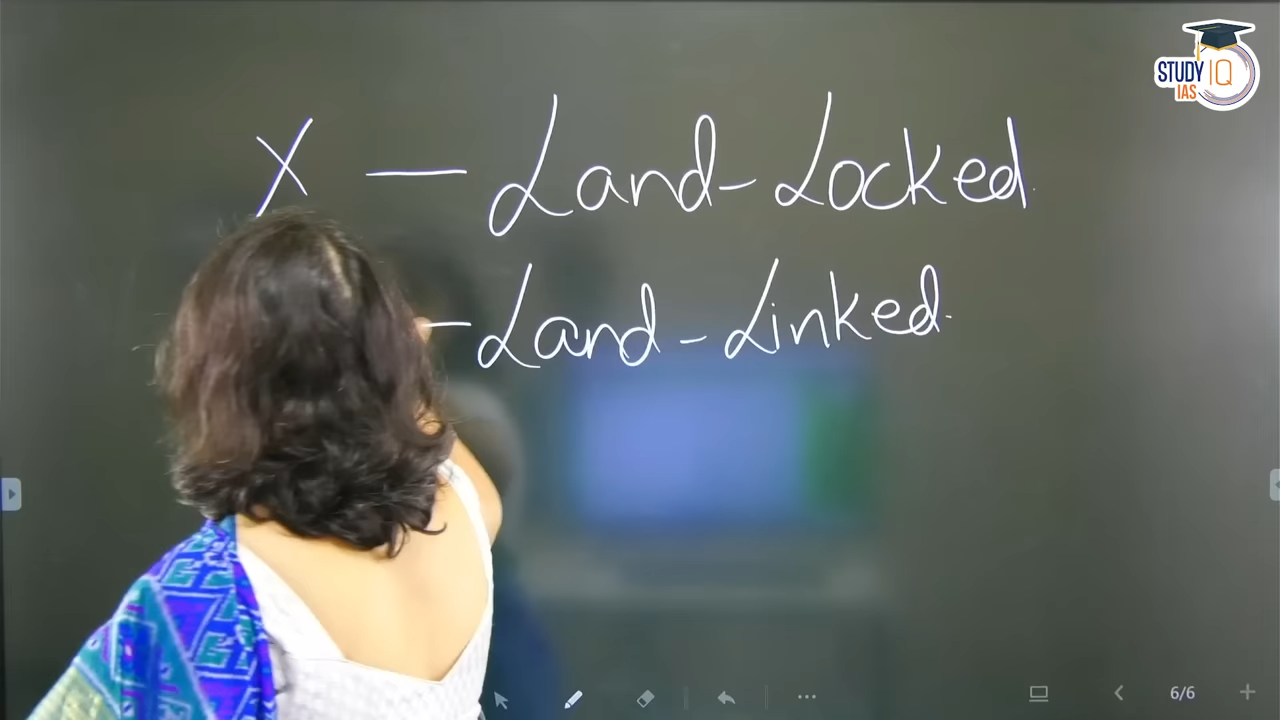 STUDY IQ
IAS
X — Land-Locked
— Land-Linked.
6/6